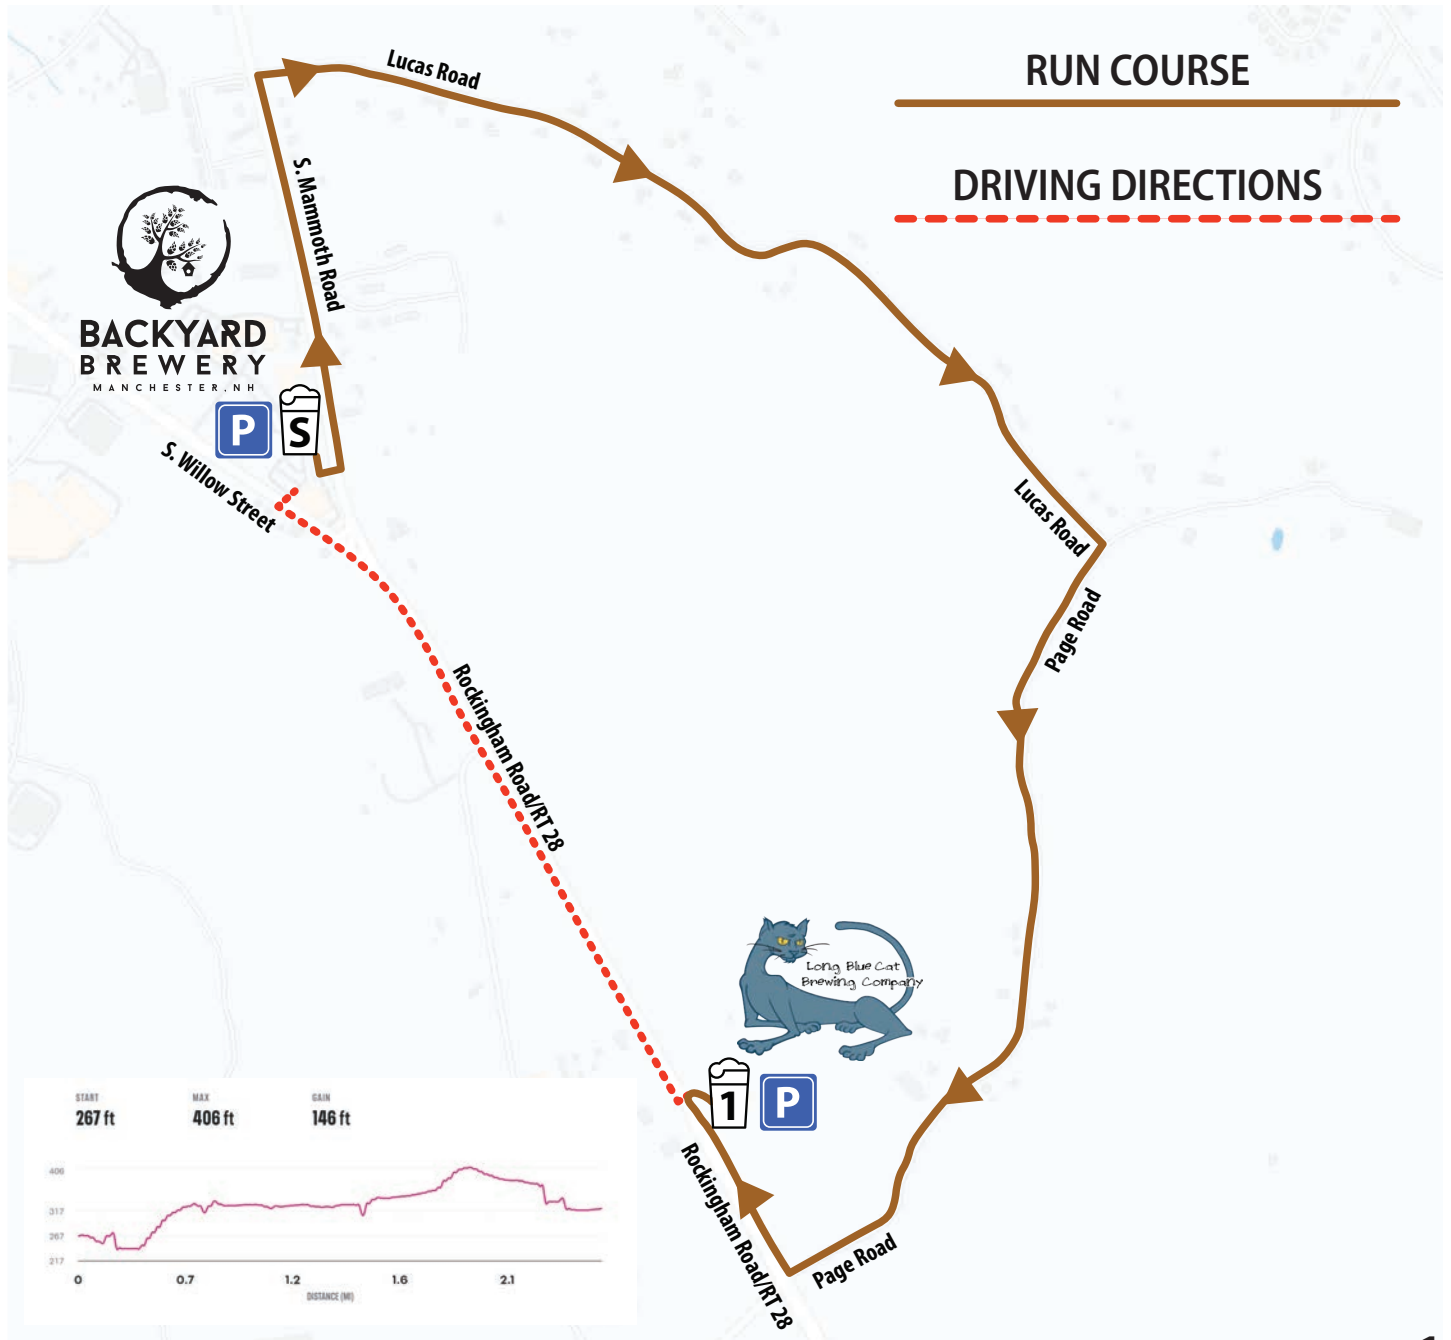 RUN COURSE
DRIVING DIRECTIONS
Lucas Road
S. Mammoth Road
BACKYARD
BREWERY
MANCHESTER, NH
P
S
S. Willow Street
Lucas Road
Page Road
Rockingham Road/RT 28
Long Blue Cat
Brewing Company
1
P
Rockingham Road/RT 28
Page Road
START
267 ft
MAX
406 ft
GAIN
146 ft
406
317
267
217
0
0.7
1.2
1.6
2.1
DISTANCE (MI)